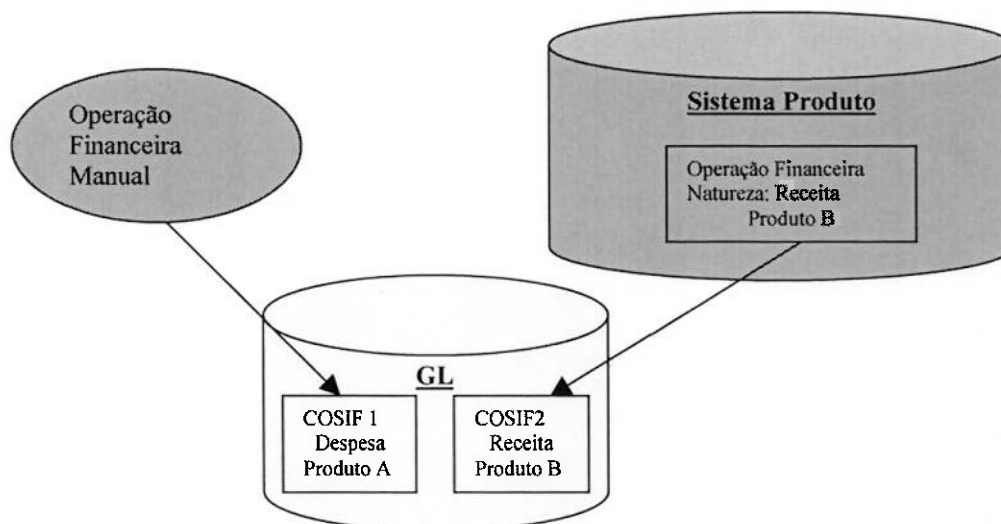 Operação
Financeira
Manual
Sistema Produto
Operação Financeira
Natureza: Receita
Produto B
GL
COSIF 1
Despesa
Produto A
COSIF2
Receita
Produto B